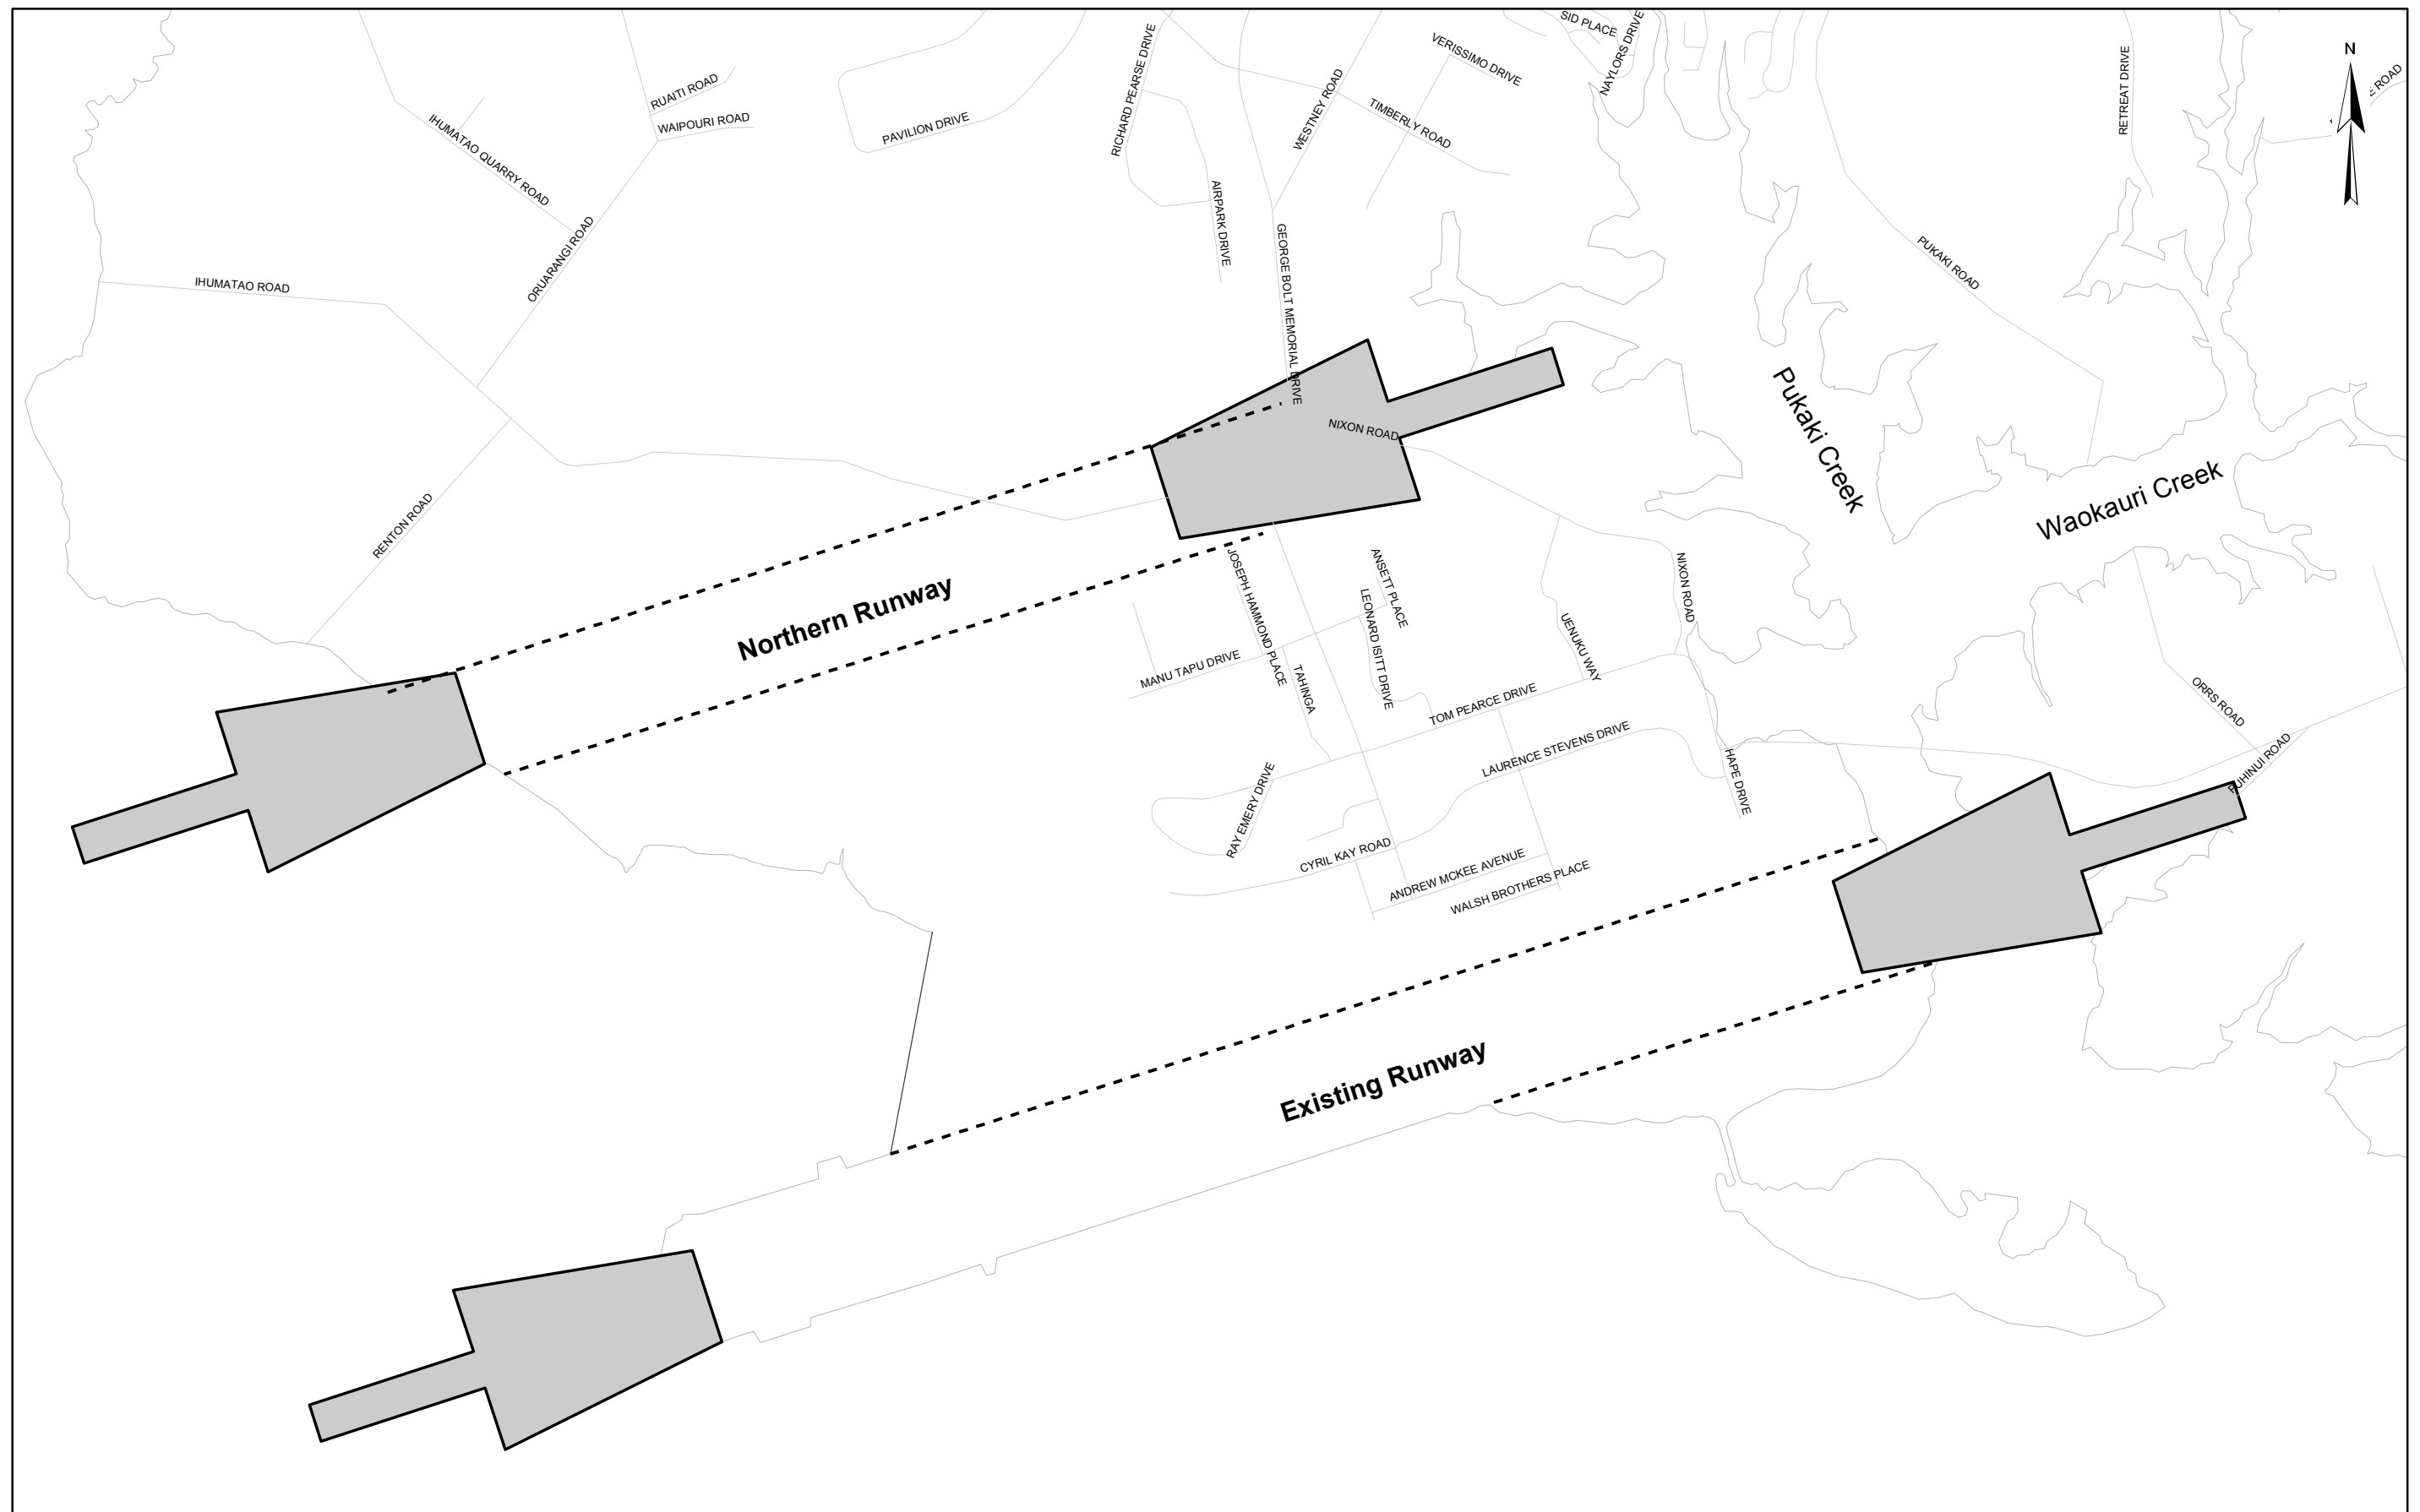 SID PLACE
NAYLORS DRIVE
VERISSIMO DRIVE
RICHARD PEARSE DRIVE
N
RETREAT DRIVE
RUAITI ROAD
WESTNEY ROAD
TIMBERLY ROAD
WAIPOURI ROAD
PAVILION DRIVE
IHUMATAO QUARRY ROAD
AIRPARK DRIVE
ORUARANGI ROAD
PUKAKI ROAD
IHUMATAO ROAD
GEORGE BOLT MEMORIAL DRIVE
NIXON ROAD
Pukaki Creek
Waokauri Creek
RENTON ROAD
Northern Runway
JOSEPH HAMMOND PLACE
ANSETT PLACE
LEONARD ISITT DRIVE
NIXON ROAD
UENUKU WAY
MANU TAPU DRIVE
TAHINGA
TOM PEARCE DRIVE
ORRS ROAD
LAURENCE STEVENS DRIVE
HAPE DRIVE
PUHINUI ROAD
RAY EMERY DRIVE
CYRIL KAY ROAD
ANDREW MCKEE AVENUE
WALSH BROTHERS PLACE
Existing Runway